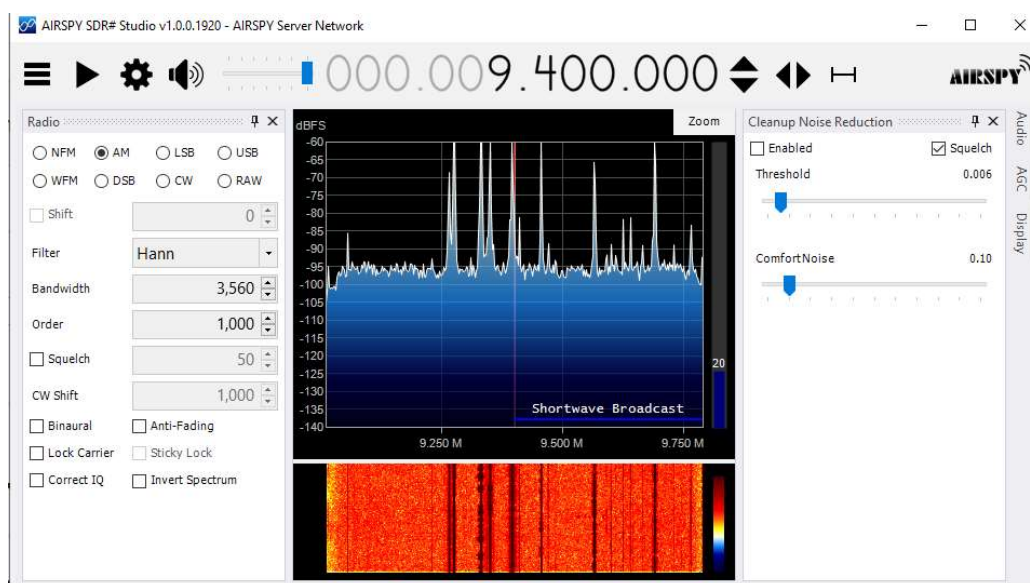 AIRSPY SDR# Studio v1.0.0.1920 - AIRSPY Server Network
000.009.400.000
AIRSPY
Radio
NFM AM LSB USB
WFM DSB CW RAW
Shift 0
Filter Hann
Bandwidth 3,560
Order 1,000
Squelch 50
CW Shift 1,000
Binaural Anti-Fading
Lock Carrier Sticky Lock
Correct IQ Invert Spectrum
dBFS
Zoom
-60
-65
-70
-75
-80
-85
-90
-95
-100
-105
-110
-115
-120
-125
-130
-135
-140
20
Shortwave Broadcast
9.250 M 9.500 M 9.750 M
Cleanup Noise Reduction
Enabled Squelch
Threshold 0.006
ComfortNoise 0.10
Audio
AGC
Display